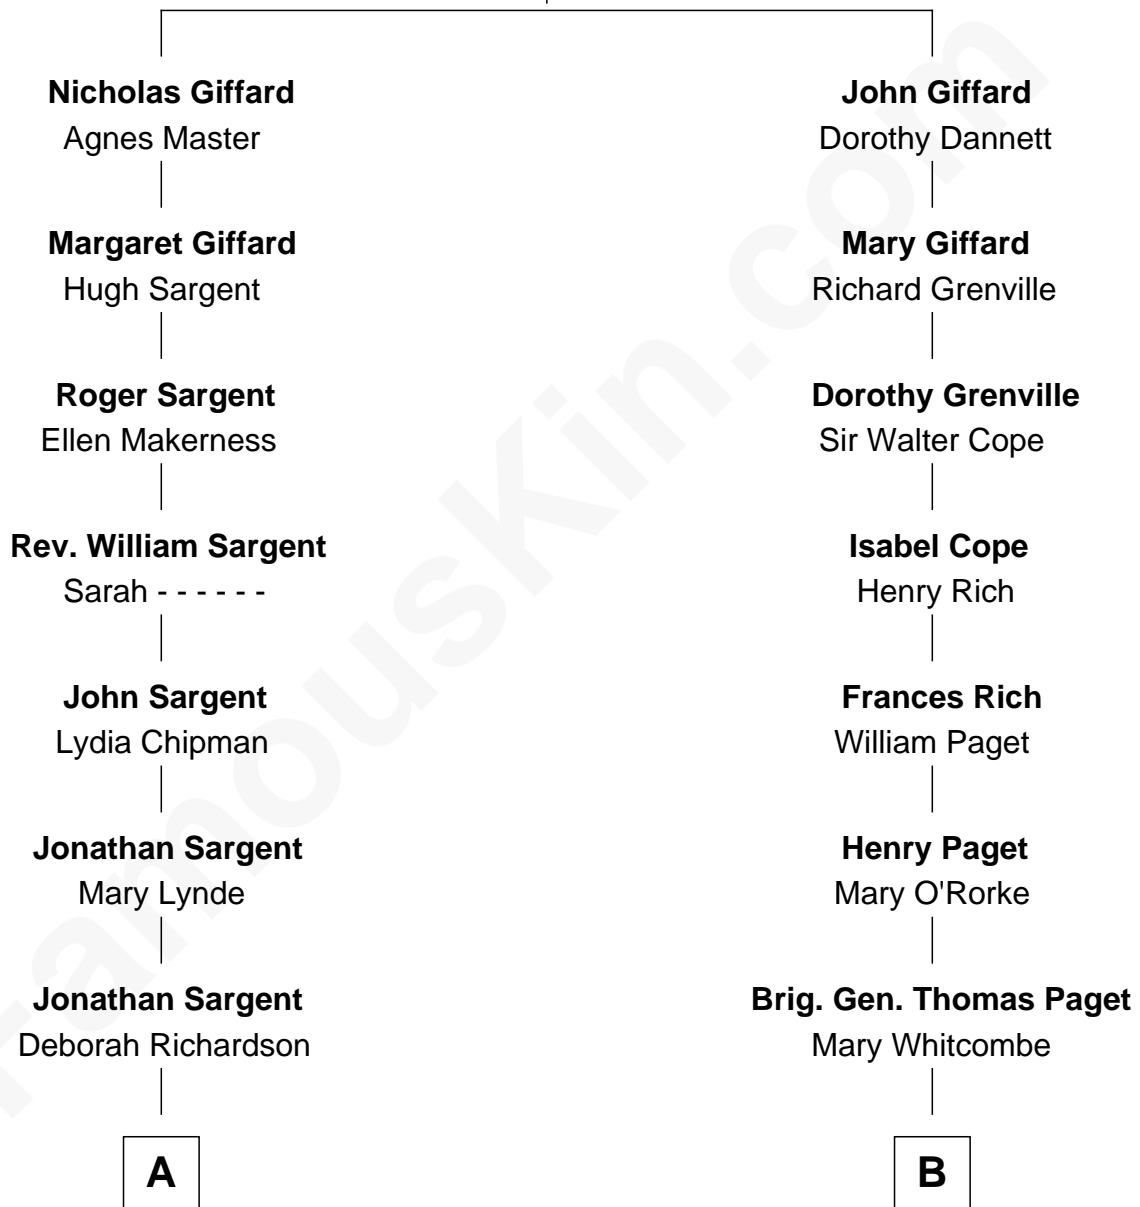 Nicholas Giffard
Agnes Master
Margaret Giffard
Hugh Sargent
Roger Sargent
Ellen Makerness
Rev. William Sargent
Sarah - - - - - -
John Sargent
Lydia Chipman
Jonathan Sargent
Mary Lynde
Jonathan Sargent
Deborah Richardson
A
John Giffard
Dorothy Dannett
Mary Giffard
Richard Grenville
Dorothy Grenville
Sir Walter Cope
Isabel Cope
Henry Rich
Frances Rich
William Paget
Henry Paget
Mary O'Rorke
Brig. Gen. Thomas Paget
Mary Whitcombe
B
FamousKin.com